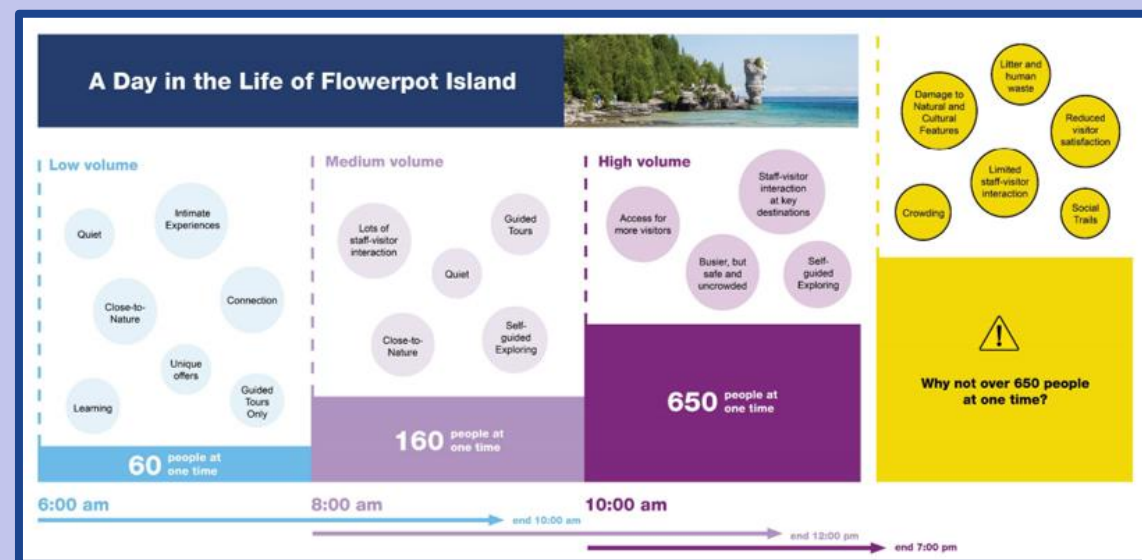 A Day in the Life of Flowerpot Island
Low volume
Quiet
Intimate
Experiences
Close-to-
Nature
Connection
Unique
offers
Learning
Guided
Tours
Only
60 people at
one time
Medium volume
Lots of
staff-visitor
interaction
Guided
Tours
Quiet
Close-to-
Nature
Self-
guided
Exploring
160 people at
one time
High volume
Access for
more visitors
Staff-visitor
interaction
at key
destinations
Busier, but
safe and
uncrowded
Self-
guided
Exploring
650 people at
one time
Litter and
human
waste
Damage to
Natural and
Cultural
Features
Reduced
visitor
satisfaction
Limited
staff-visitor
interaction
Crowding
Social
Trails
Why not over 650 people
at one time?
6:00 am
end 10:00 am
8:00 am
end 12:00 pm
10:00 am
end 7:00 pm